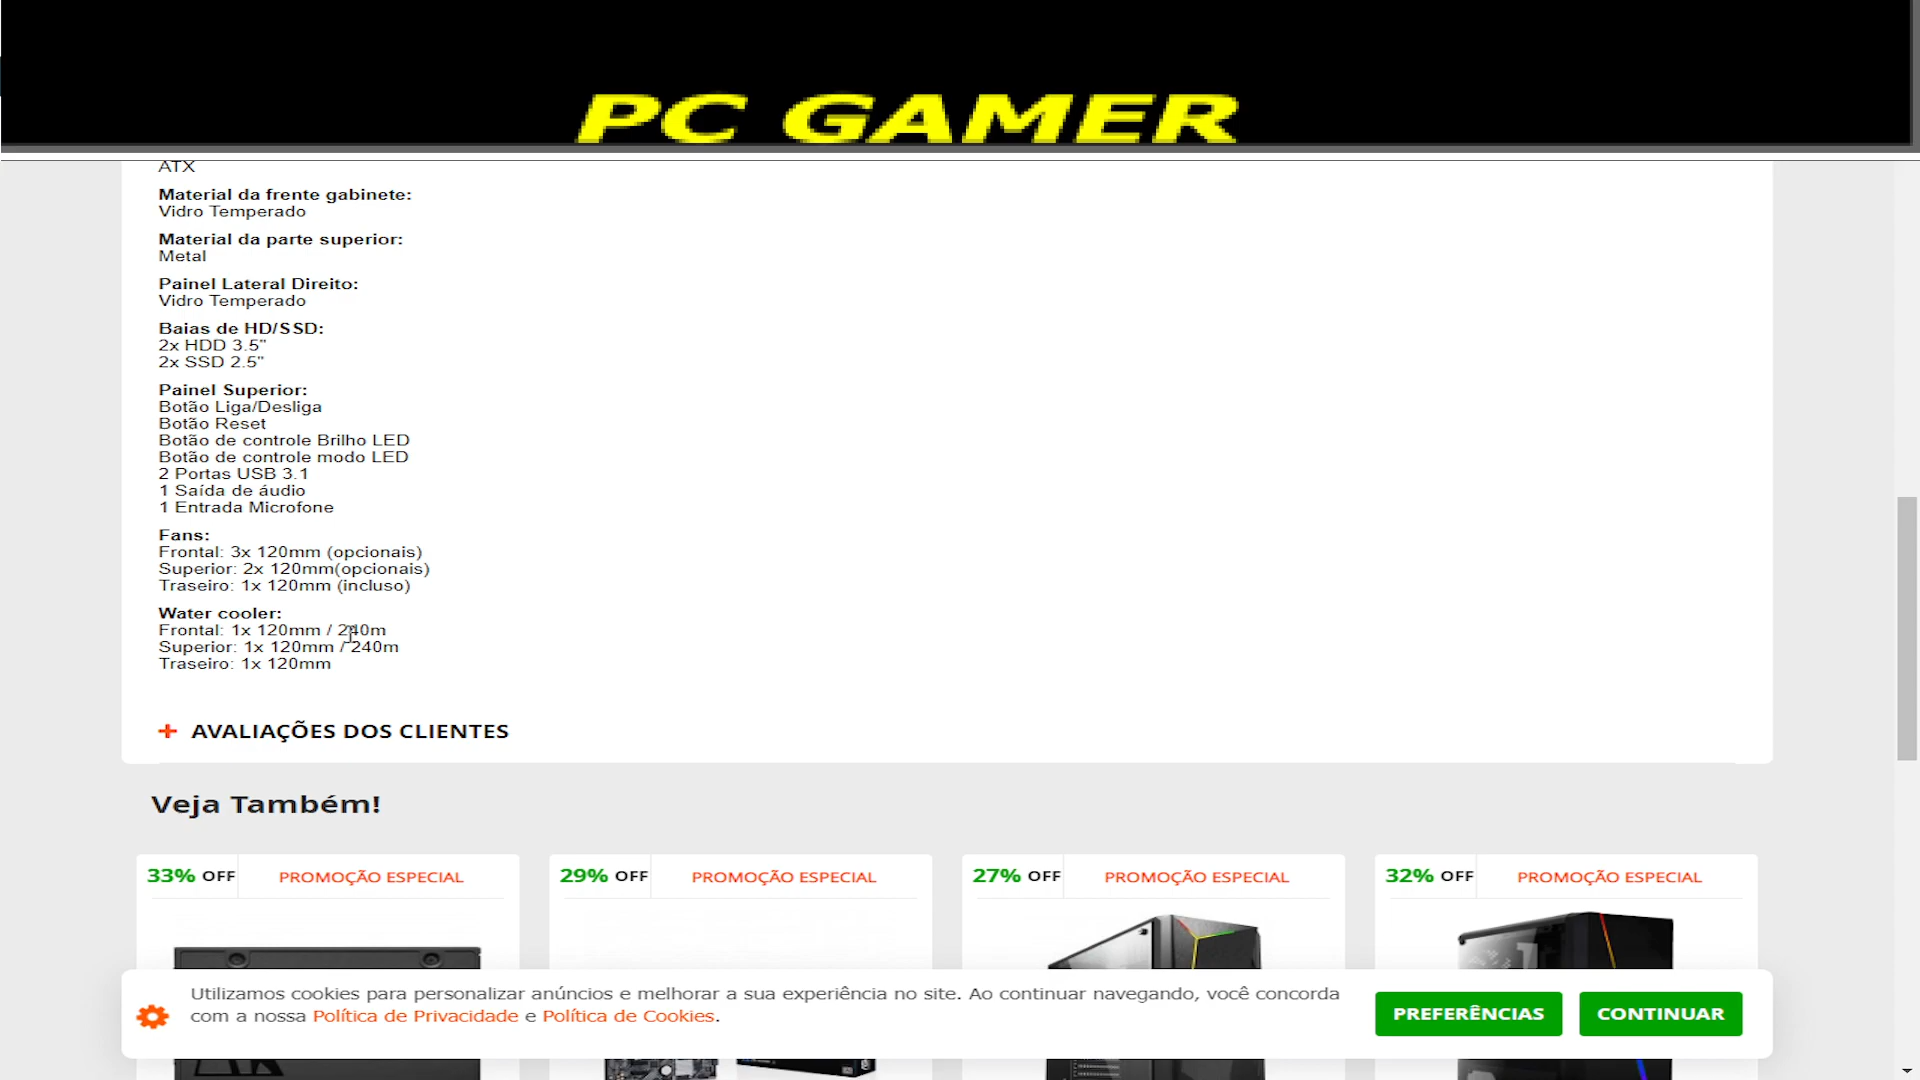 PC GAMER
ATX
Material da frente gabinete:
Vidro Temperado
Material da parte superior:
Metal
Painel Lateral Direito:
Vidro Temperado
Baias de HD/SSD:
2x HDD 3.5"
2x SSD 2.5"
Painel Superior:
Botão Liga/Desliga
Botão Reset
Botão de controle Brilho LED
Botão de controle modo LED
2 Portas USB 3.1
1 Saída de áudio
1 Entrada Microfone
Fans:
Frontal: 3x 120mm (opcionais)
Superior: 2x 120mm(opcionais)
Traseiro: 1x 120mm (incluso)
Water cooler:
Frontal: 1x 120mm / 240m
Superior: 1x 120mm / 240m
Traseiro: 1x 120mm
+ AVALIAÇÕES DOS CLIENTES
Veja Também!
33% OFF PROMOÇÃO ESPECIAL
29% OFF PROMOÇÃO ESPECIAL
27% OFF PROMOÇÃO ESPECIAL
32% OFF PROMOÇÃO ESPECIAL
Utilizamos cookies para personalizar anúncios e melhorar a sua experiência no site. Ao continuar navegando, você concorda
com a nossa Política de Privacidade e Política de Cookies.
PREFERÊNCIAS
CONTINUAR